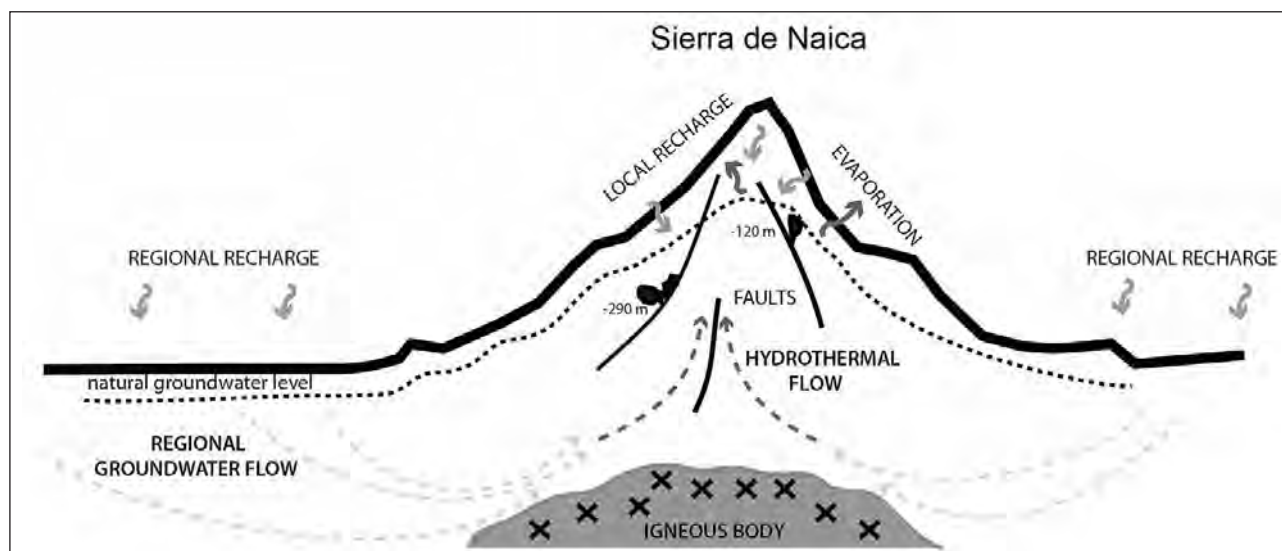 Sierra de Naica
LOCAL RECHARGE
EVAPORATION
-120 m
REGIONAL RECHARGE
REGIONAL RECHARGE
-290 m
FAULTS
HYDROTHERMAL
FLOW
natural groundwater level
REGIONAL
GROUNDWATER FLOW
IGNEOUS BODY